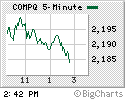 COMPQ 5-Minute
2,195
2,190
2,185
11 1 3
2:42 PM © BigCharts